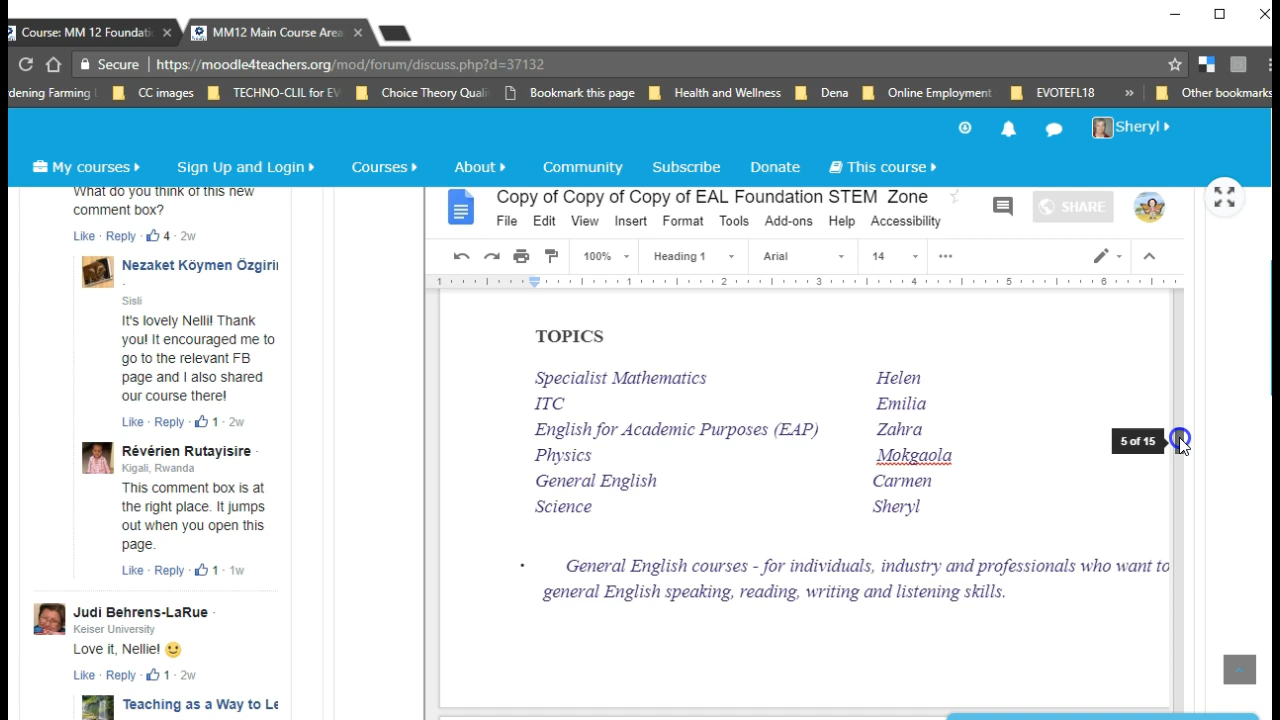 Course: MM 12 Foundati
MM12 Main Course Area
Secure
https://moodle4teachers.org/mod/forum/discuss.php?d=37132
dening Farming
CC images
TECHNO-CLIL for EV
Choice Theory Quali
Bookmark this page
Health and Wellness
Dena
Online Employment
EVOTEFL18
»
Other bookmarks
Sheryl
My courses
Sign Up and Login
Courses
About
Community
Subscribe
Donate
This course
What do you think of this new
comment box?
Like · Reply · 4 · 2w
Nezaket Köymen Özgiri
·
Sisli
It's lovely Nelli! Thank
you! It encouraged me to
go to the relevant FB
page and I also shared
our course there!
Like · Reply · 1 · 2w
Révérien Rutayisire ·
Kigali, Rwanda
This comment box is at
the right place. It jumps
out when you open this
page.
Like · Reply · 1 · 1w
Judi Behrens-LaRue ·
Keiser University
Love it, Nellie!
Like · Reply · 1 · 2w
Teaching as a Way to Le
Copy of Copy of Copy of EAL Foundation STEM Zone
File Edit View Insert Format Tools Add-ons Help Accessibility
SHARE
100% Heading 1 Arial 14
1 1 2 3 4 5 6
TOPICS
Specialist Mathematics Helen
ITC Emilia
English for Academic Purposes (EAP) Zahra
Physics Mokgaola
General English Carmen
Science Sheryl
5 of 15
· General English courses - for individuals, industry and professionals who want to
general English speaking, reading, writing and listening skills.